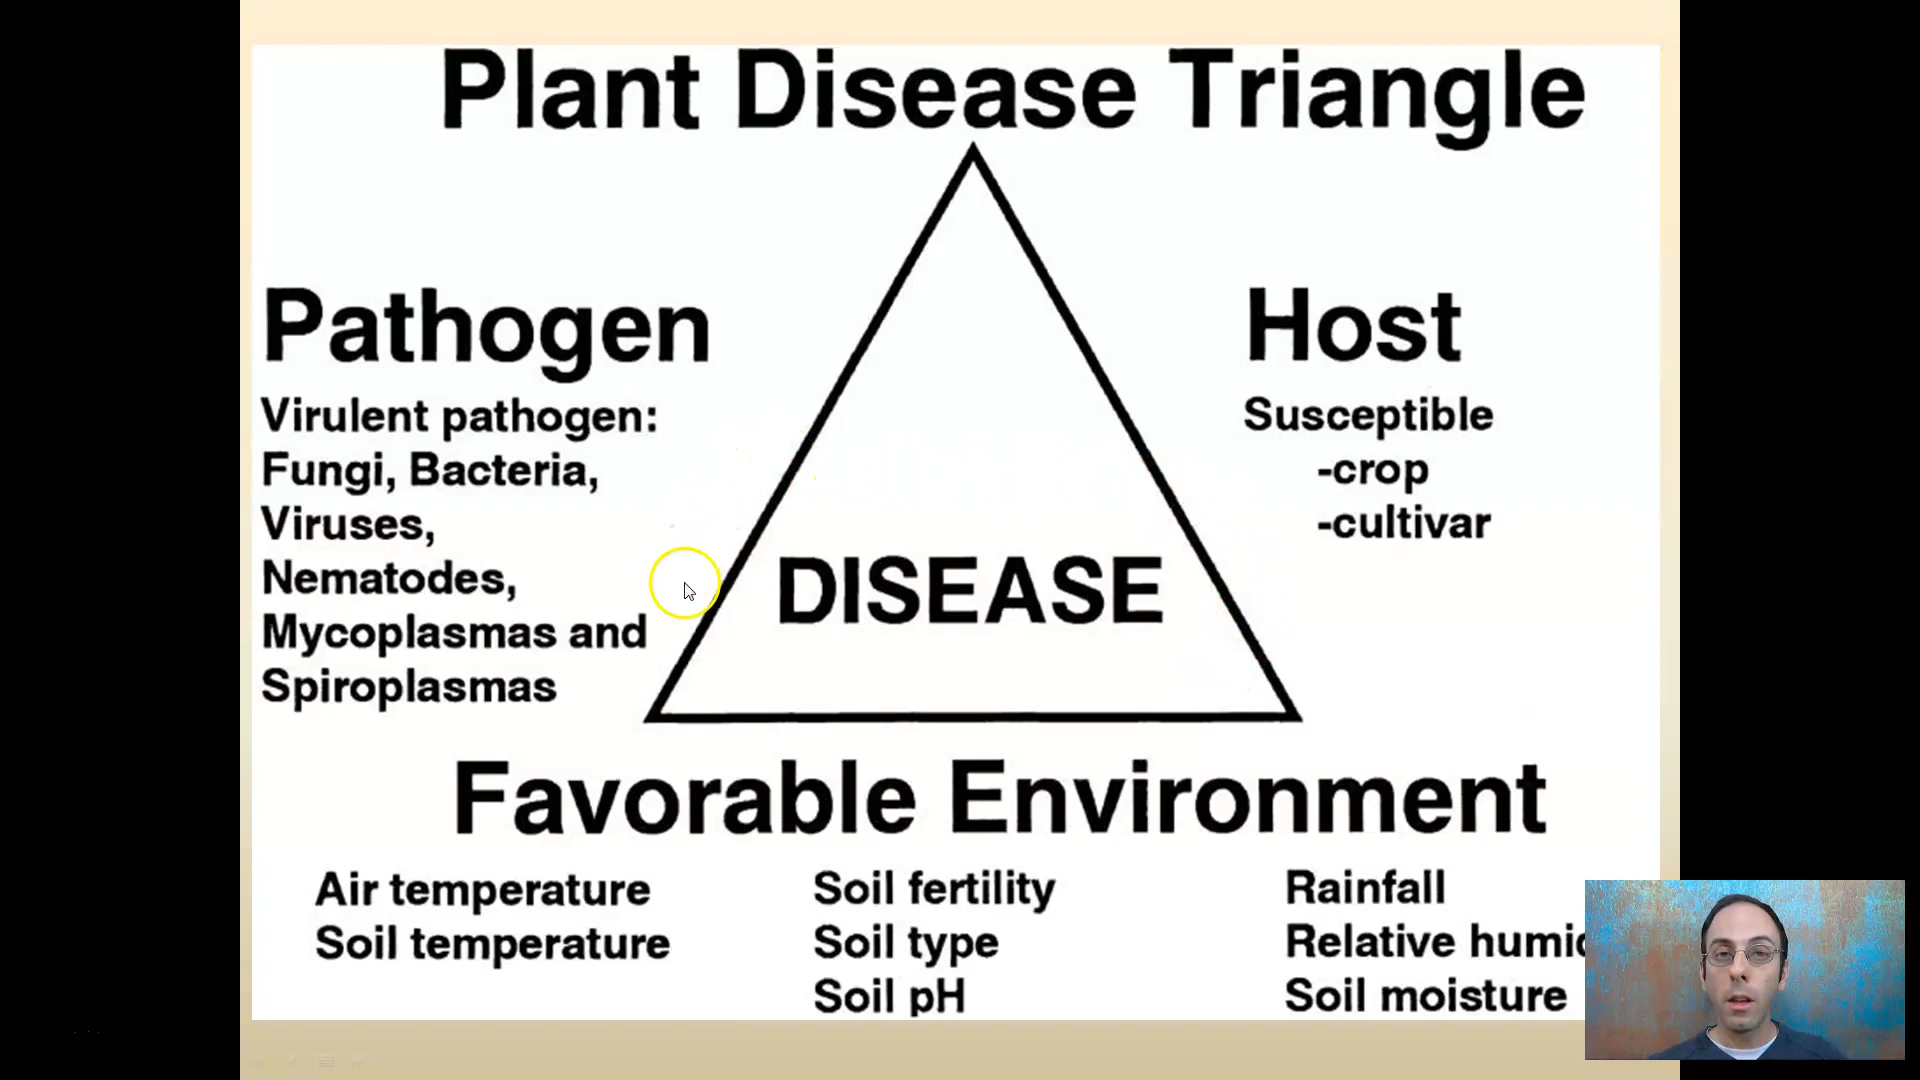 Plant Disease Triangle
Pathogen
Virulent pathogen:
Fungi, Bacteria,
Viruses,
Nematodes,
Mycoplasmas and
Spiroplasmas
Host
Susceptible
-crop
-cultivar
DISEASE
Favorable Environment
Air temperature
Soil temperature
Soil fertility
Soil type
Soil pH
Rainfall
Relative
Soil moisture